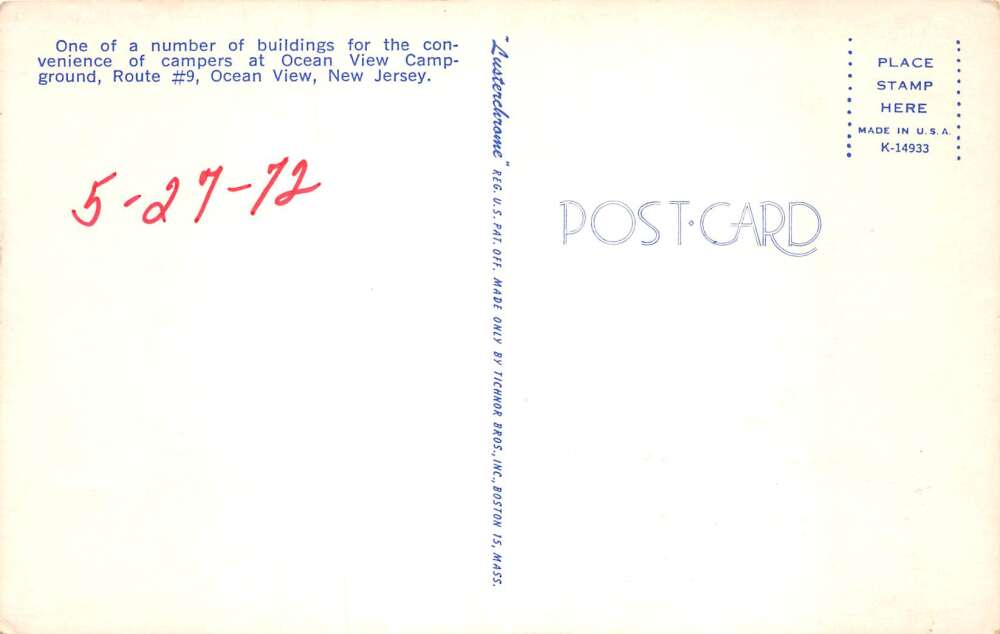 One of a number of buildings for the con-
venience of campers at Ocean View Camp-
ground, Route #9, Ocean View, New Jersey.
5-27-72
"Lusterchrome" REG. U.S. PAT. OFF. MADE ONLY BY TICHNOR BROS., INC., BOSTON 15, MASS.
PLACE
STAMP
HERE
MADE IN U.S.A.
K-14933
POST·CARD